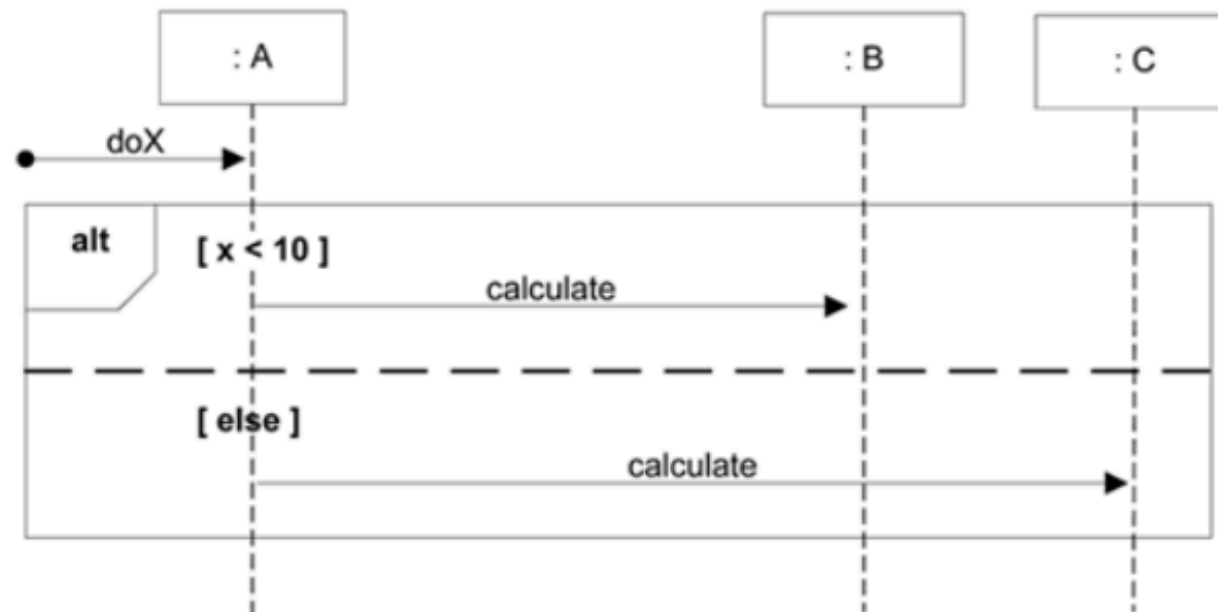 : A
: B
: C
doX
alt
[ x < 10 ]
calculate
[ else ]
calculate